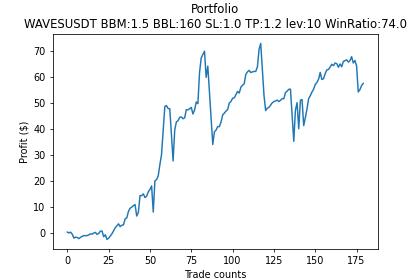 Portfolio
WAVESUSDT BBM:1.5 BBL:160 SL:1.0 TP:1.2 lev:10 WinRatio:74.0
70
60
50
40
30
20
10
0
Profit ($)
0 25 50 75 100 125 150 175
Trade counts